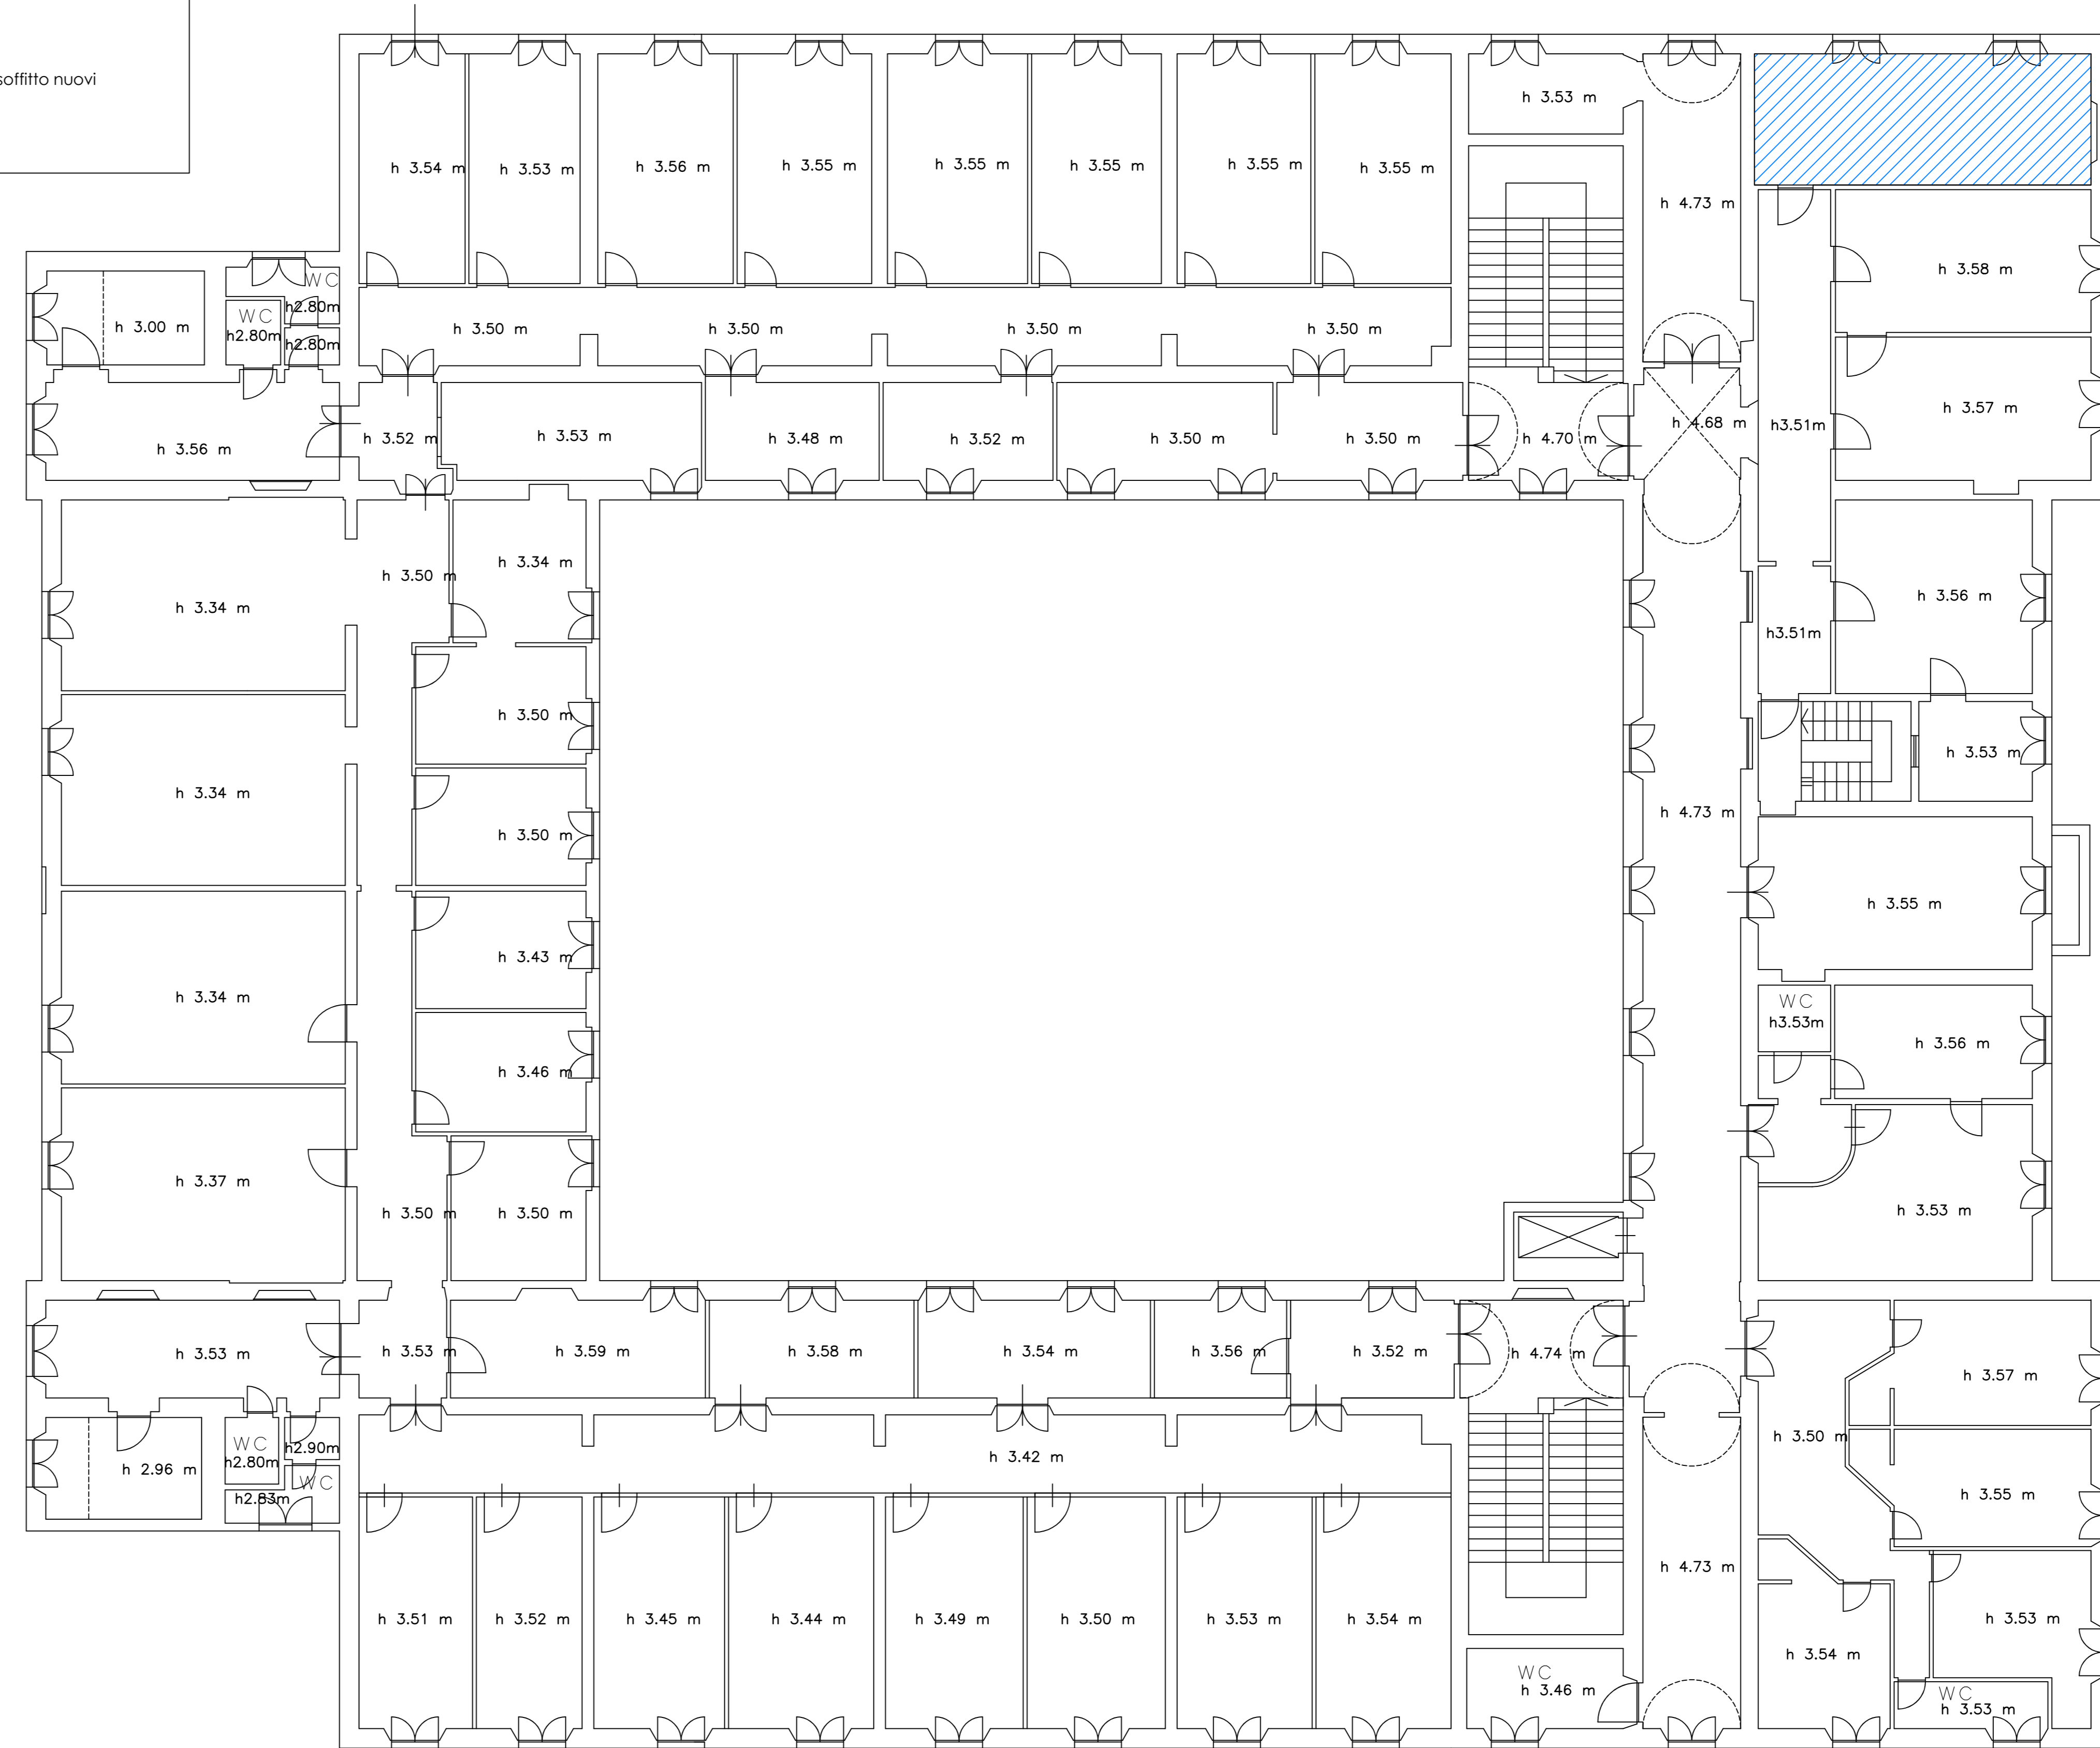 soffitto nuovi
h 3.53 m
h 3.54 m
h 3.53 m
h 3.56 m
h 3.55 m
h 3.55 m
h 3.55 m
h 3.55 m
h 3.55 m
h 4.73 m
h 3.58 m
WC
h2.80m
WC
h2.80m
h2.80m
h 3.00 m
h 3.50 m
h 3.50 m
h 3.50 m
h 3.50 m
h 3.57 m
h 3.56 m
h 3.52 m
h 3.53 m
h 3.48 m
h 3.52 m
h 3.50 m
h 3.50 m
h 4.70 m
h 4.68 m
h3.51m
h 3.50 m
h 3.34 m
h 3.34 m
h 3.56 m
h3.51m
h 3.50 m
h 3.53 m
h 3.34 m
h 3.50 m
h 4.73 m
h 3.55 m
h 3.34 m
h 3.43 m
WC
h3.53m
h 3.56 m
h 3.46 m
h 3.37 m
h 3.50 m
h 3.50 m
h 3.53 m
h 3.53 m
h 3.53 m
h 3.59 m
h 3.58 m
h 3.54 m
h 3.56 m
h 3.52 m
h 4.74 m
h 3.57 m
h 3.50 m
WC
h2.80m
h2.90m
h 2.96 m
WC
h2.83m
h 3.42 m
h 3.55 m
h 4.73 m
h 3.51 m
h 3.52 m
h 3.45 m
h 3.44 m
h 3.49 m
h 3.50 m
h 3.53 m
h 3.54 m
h 3.53 m
h 3.54 m
WC
h 3.46 m
WC
h 3.53 m